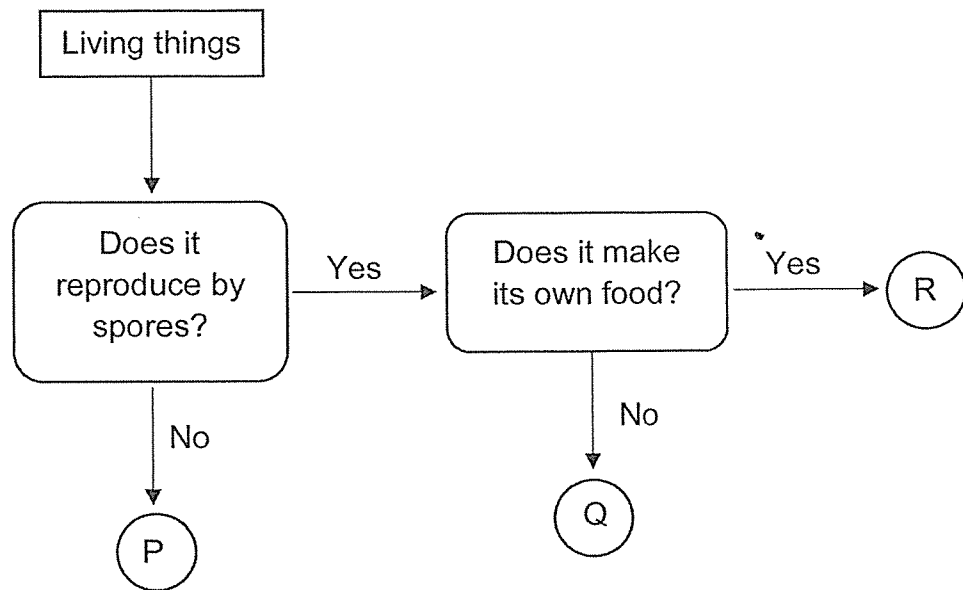 Living things
Does it
reproduce by
spores?
Yes
Does it make
its own food?
Yes
R
No
No
Q
P